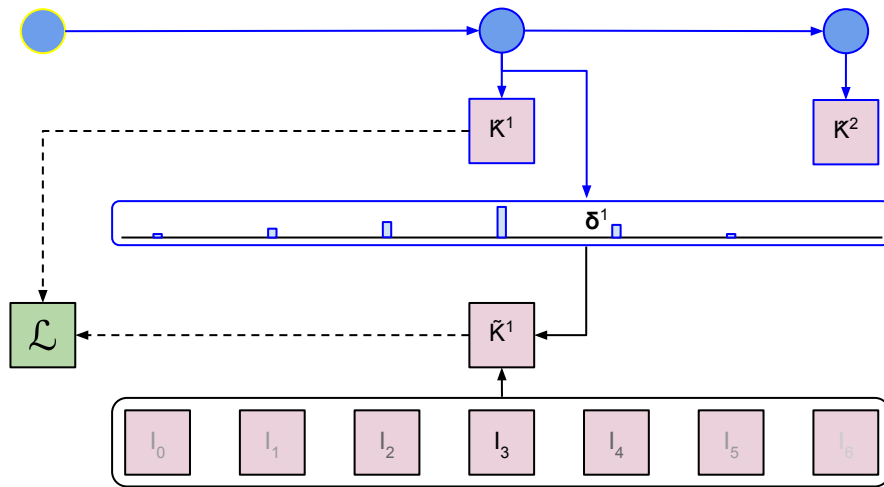 K̂¹ K̂²
δ¹
ℒ K̃¹
I₀ I₁ I₂ I₃ I₄ I₅ I₆